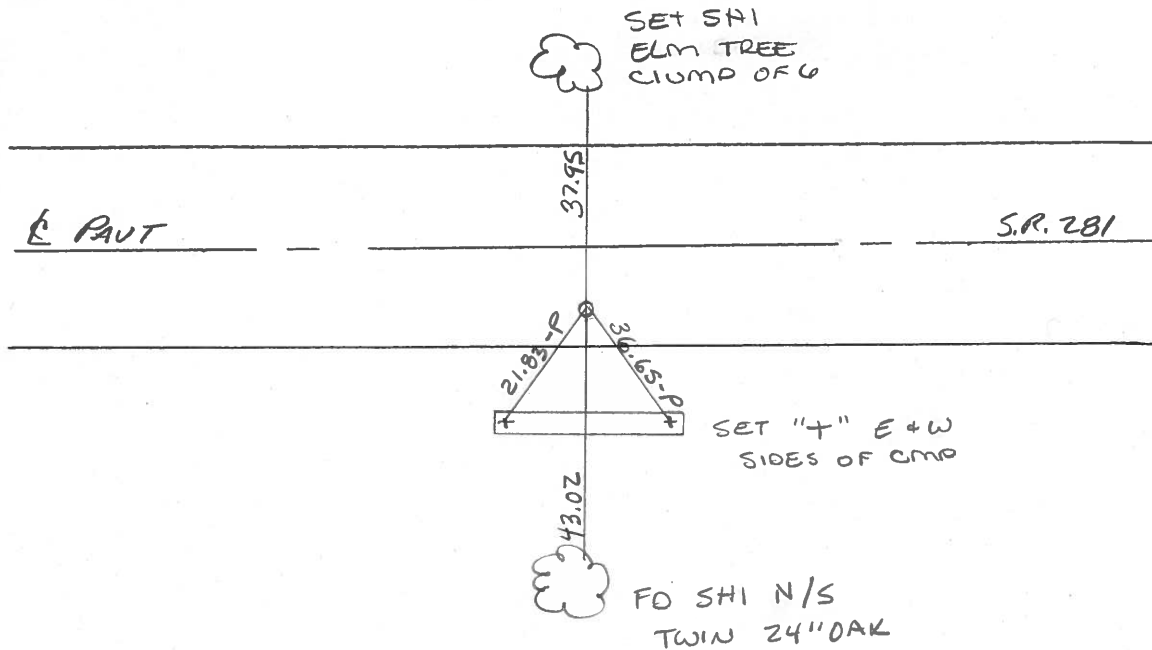 SET SHI
ELM TREE
CLUMP OF 6
37.95
℄ PAVT
S.R. 281
21.83-P
36.65-P
SET "+" E & W
SIDES OF CMP
43.02
FD SHI N/S
TWIN 24" OAK